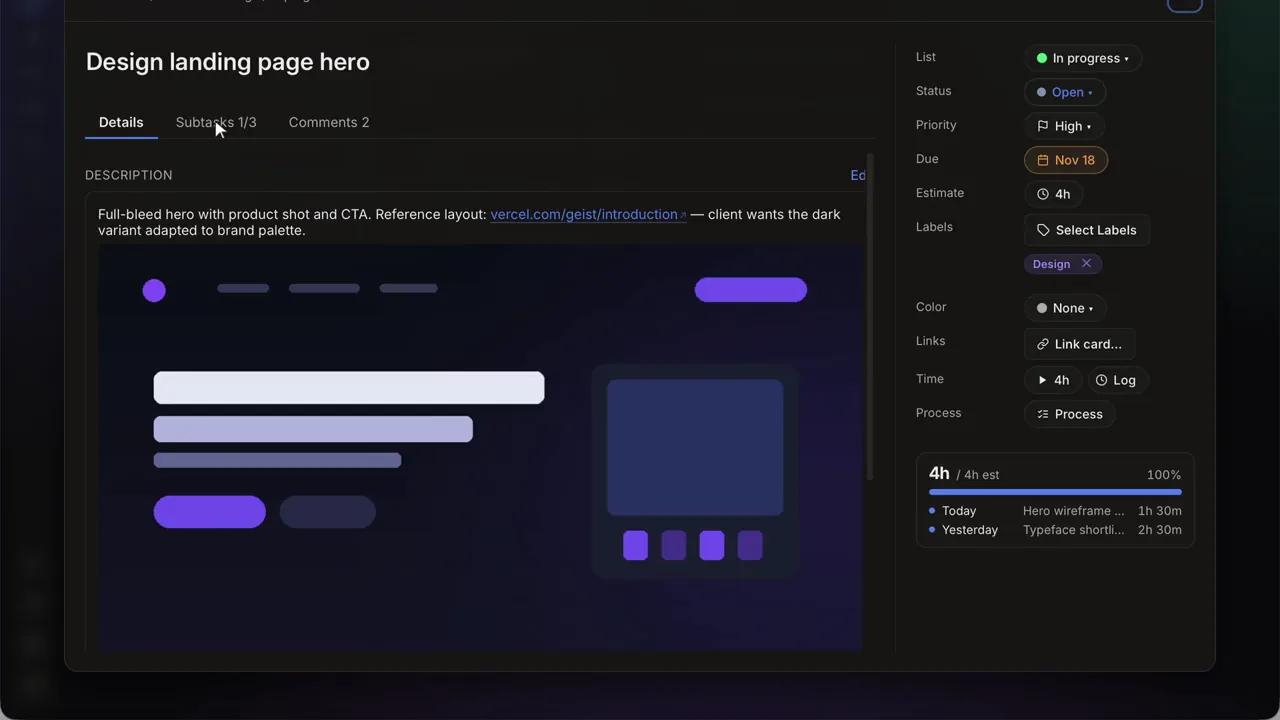 Design landing page hero
Details
Subtasks 1/3
Comments 2
DESCRIPTION
Ed
Full-bleed hero with product shot and CTA. Reference layout: vercel.com/geist/introduction↗ — client wants the dark
variant adapted to brand palette.
List
In progress
Status
Open
Priority
High
Due
Nov 18
Estimate
4h
Labels
Select Labels
Design
Color
None
Links
Link card...
Time
4h
Log
Process
Process
4h / 4h est
100%
Today
Hero wireframe ...
1h 30m
Yesterday
Typeface shortli...
2h 30m